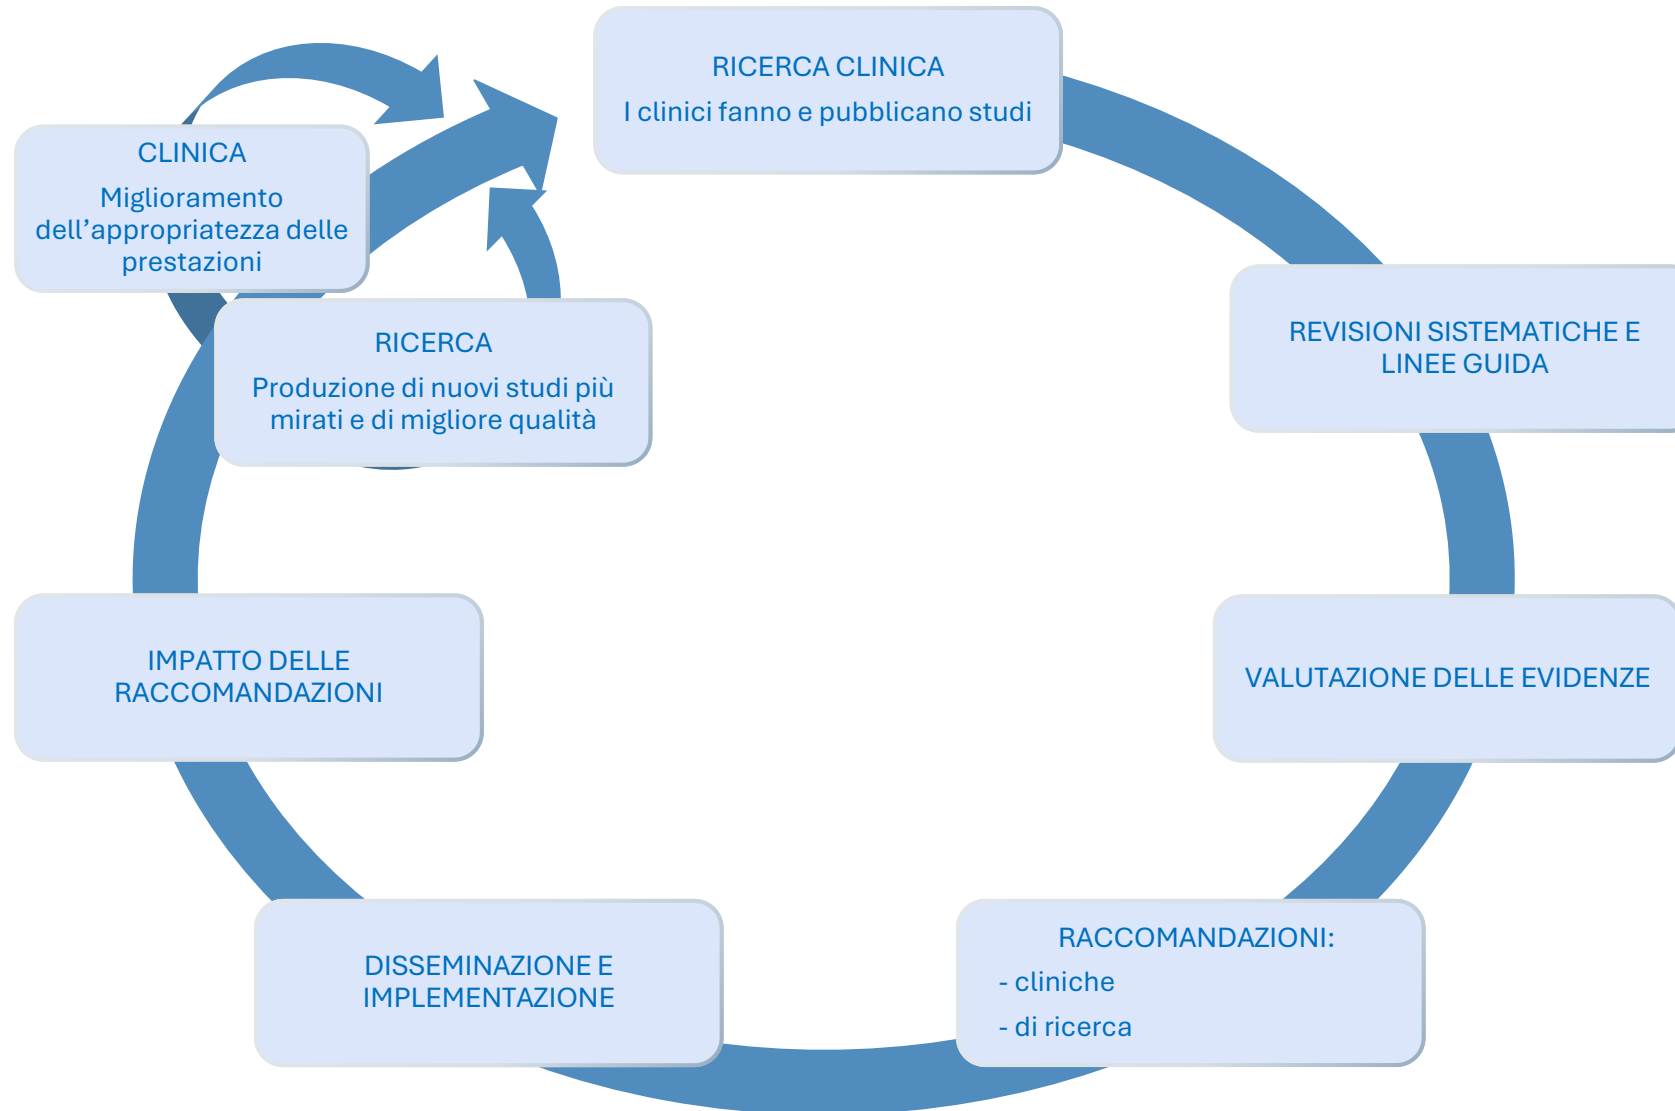 RICERCA CLINICA
I clinici fanno e pubblicano studi
REVISIONI SISTEMATICHE E
LINEE GUIDA
VALUTAZIONE DELLE EVIDENZE
RACCOMANDAZIONI:
- cliniche
- di ricerca
DISSEMINAZIONE E
IMPLEMENTAZIONE
IMPATTO DELLE
RACCOMANDAZIONI
RICERCA
Produzione di nuovi studi più
mirati e di migliore qualità
CLINICA
Miglioramento
dell’appropriatezza delle
prestazioni